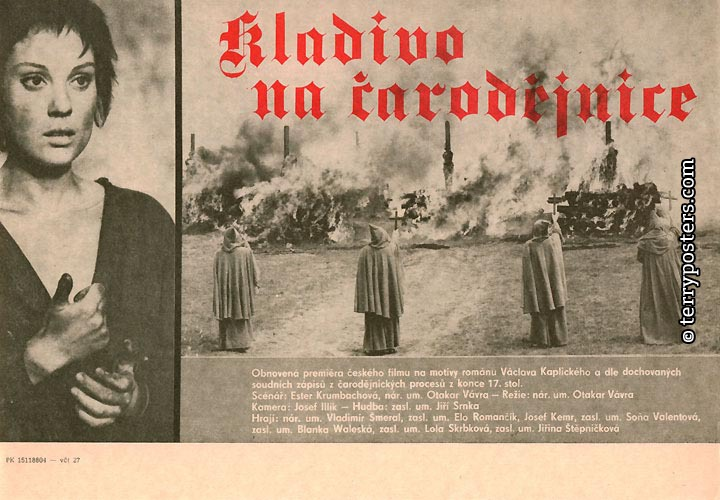 Kladivo
na čarodějnice
Obnovená premiéra českého filmu na motivy románu Václava Kaplického a dle dochovaných
soudních zápisů z čarodějnických procesů z konce 17. stol.
Scénář: Ester Krumbachová, nár. um. Otakar Vávra — Režie: nár. um. Otakar Vávra
Kamera: Josef Illík — Hudba: zasl. um. Jiří Srnka
Hrají: nár. um. Vladimír Šmeral, zasl. um. Elo Romančík, Josef Kemr, zasl. um. Soňa Valentová,
zasl. um. Blanka Waleská, zasl. um. Lola Skrbková, zasl. um. Jiřina Štěpničková
PK 15118804 — včl 27
© terryposters.com